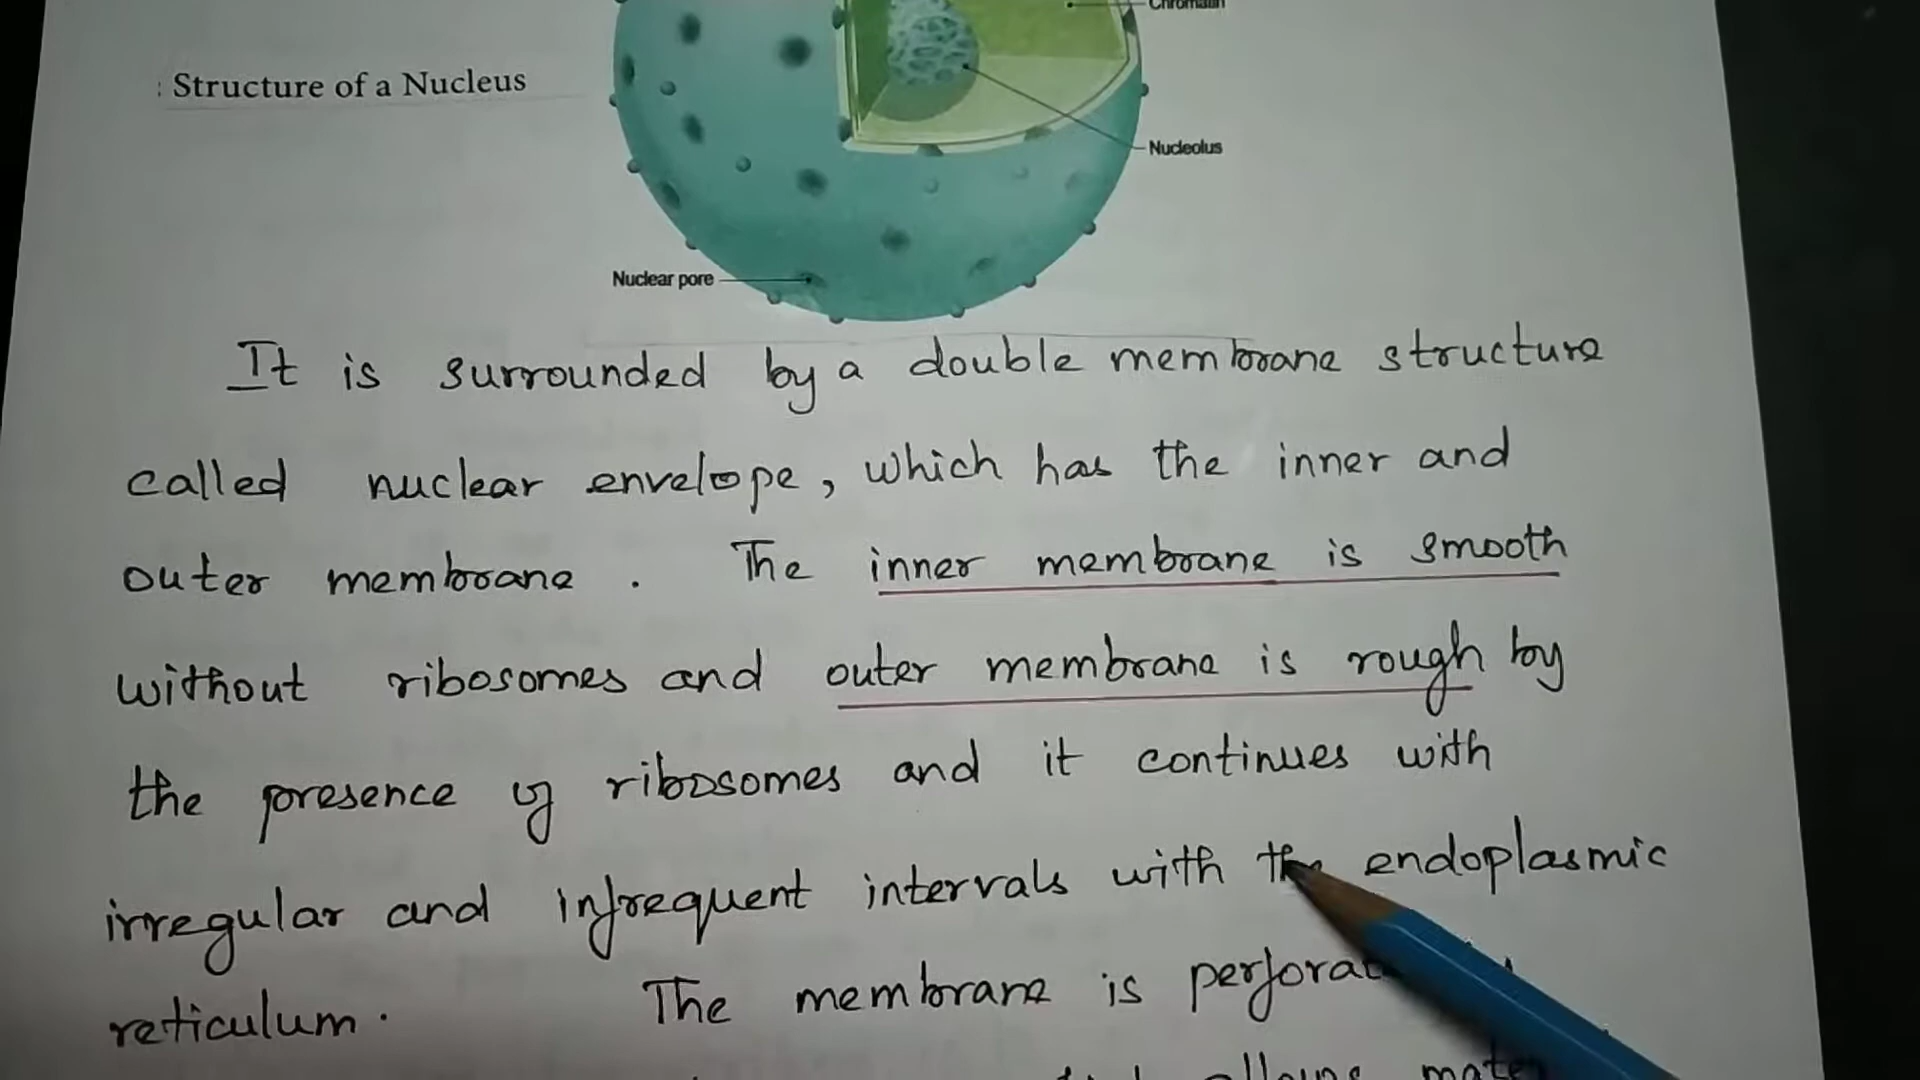 Chromatin
: Structure of a Nucleus
Nucleolus
Nuclear pore
It is surrounded by a double membrane structure
called nuclear envelope, which has the inner and
outer membrane. The inner membrane is smooth
without ribosomes and outer membrane is rough by
the presence of ribosomes and it continues with
irregular and infrequent intervals with the endoplasmic
reticulum. The membrane is
allows